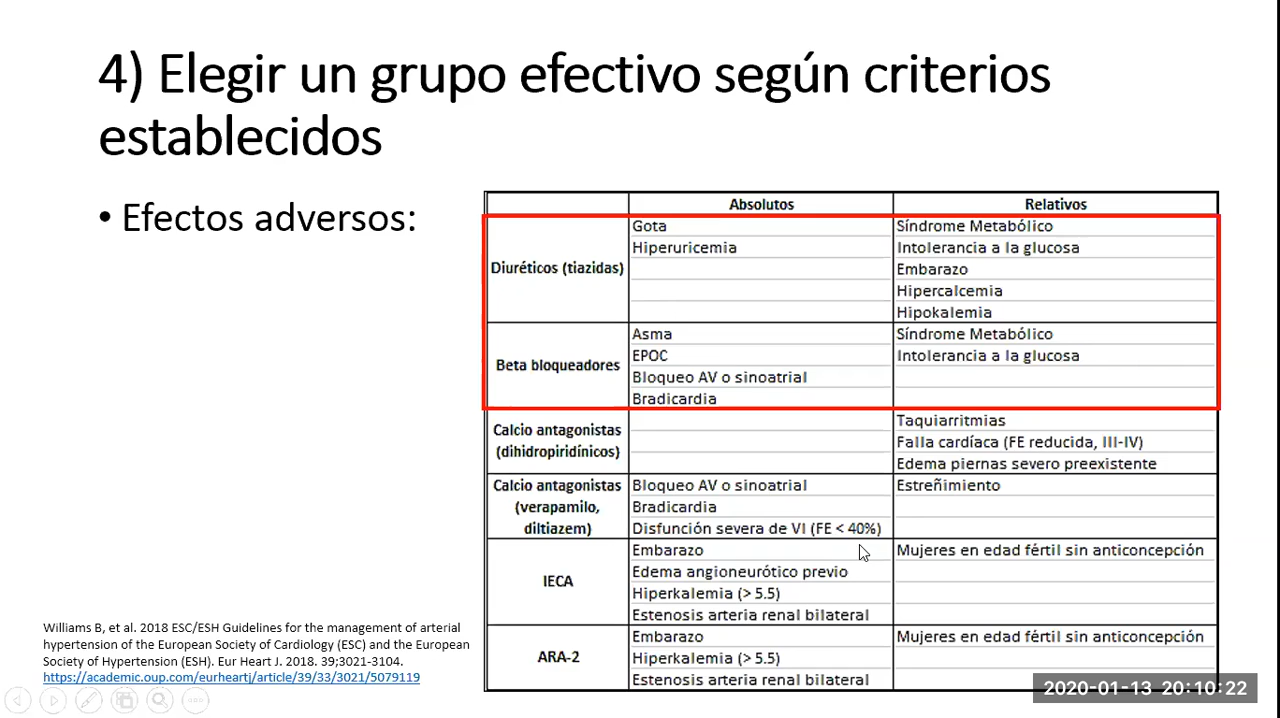 4) Elegir un grupo efectivo según criterios
establecidos
• Efectos adversos:
Absolutos Relativos
Diuréticos (tiazidas)
Gota Síndrome Metabólico
Hiperuricemia Intolerancia a la glucosa
Embarazo
Hipercalcemia
Hipokalemia
Beta bloqueadores
Asma Síndrome Metabólico
EPOC Intolerancia a la glucosa
Bloqueo AV o sinoatrial
Bradicardia
Calcio antagonistas
(dihidropiridínicos)
Taquiarritmias
Falla cardíaca (FE reducida, III-IV)
Edema piernas severo preexistente
Calcio antagonistas
(verapamilo,
diltiazem)
Bloqueo AV o sinoatrial Estreñimiento
Bradicardia
Disfunción severa de VI (FE < 40%)
IECA
Embarazo Mujeres en edad fértil sin anticoncepción
Edema angioneurótico previo
Hiperkalemia (> 5.5)
Estenosis arteria renal bilateral
ARA-2
Embarazo Mujeres en edad fértil sin anticoncepción
Hiperkalemia (> 5.5)
Estenosis arteria renal bilateral
Williams B, et al. 2018 ESC/ESH Guidelines for the management of arterial
hypertension of the European Society of Cardiology (ESC) and the European
Society of Hypertension (ESH). Eur Heart J. 2018. 39;3021-3104.
https://academic.oup.com/eurheartj/article/39/33/3021/5079119
2020-01-13 20:10:22